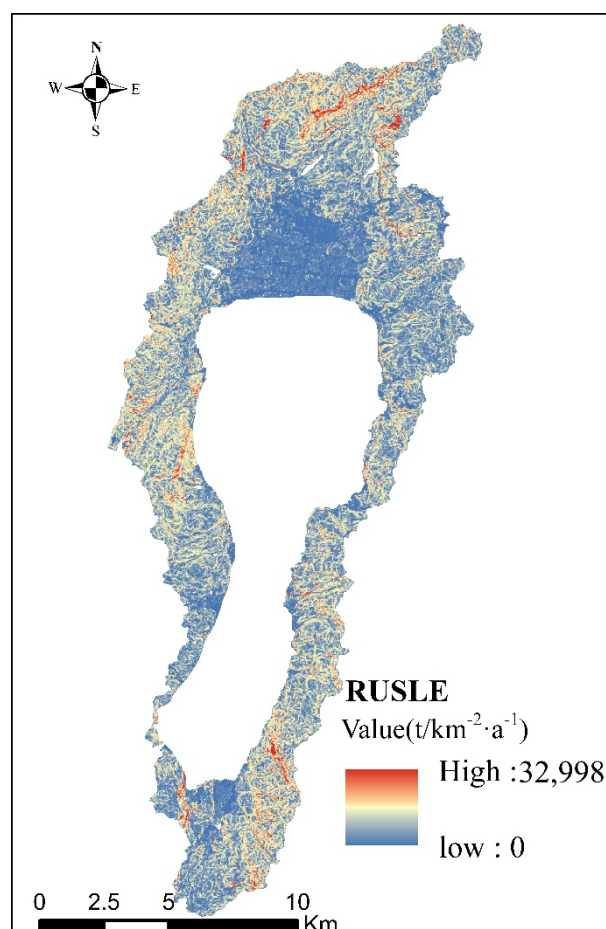 N
W E
S
RUSLE
Value(t/km⁻²·a⁻¹)
High :32,998
low : 0
0 2.5 5 10
Km